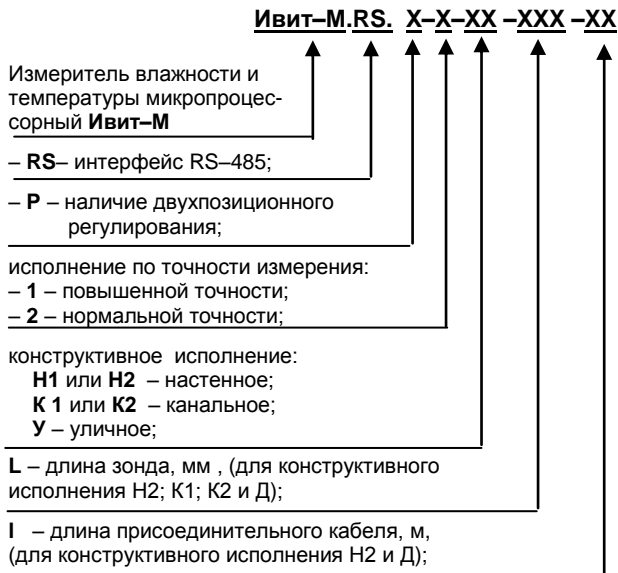 Ивит–М.RS. Х–Х–ХХ –ХХХ –ХХ
Измеритель влажности и
температуры микропроцес-
сорный Ивит–М
– RS– интерфейс RS–485;
– Р – наличие двухпозиционного
регулирования;
исполнение по точности измерения:
– 1 – повышенной точности;
– 2 – нормальной точности;
конструктивное исполнение:
Н1 или Н2 – настенное;
К 1 или К2 – канальное;
У – уличное;
L – длина зонда, мм , (для конструктивного
исполнения Н2; К1; К2 и Д);
l – длина присоединительного кабеля, м,
(для конструктивного исполнения Н2 и Д);